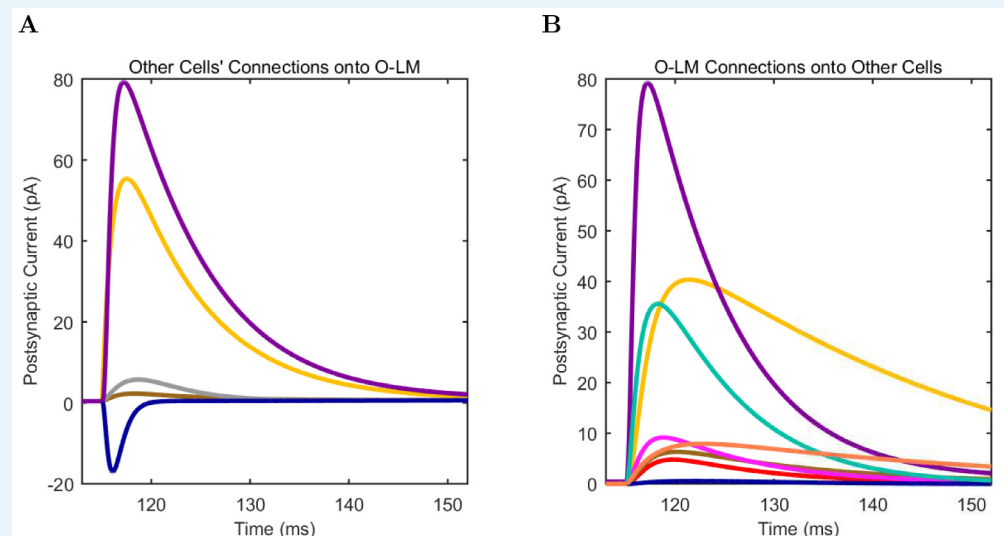 A
Other Cells' Connections onto O-LM
80
60
40
20
0
-20
Postsynaptic Current (pA)
120
130
140
150
Time (ms)
B
O-LM Connections onto Other Cells
80
70
60
50
40
30
20
10
0
Postsynaptic Current (pA)
120
130
140
150
Time (ms)